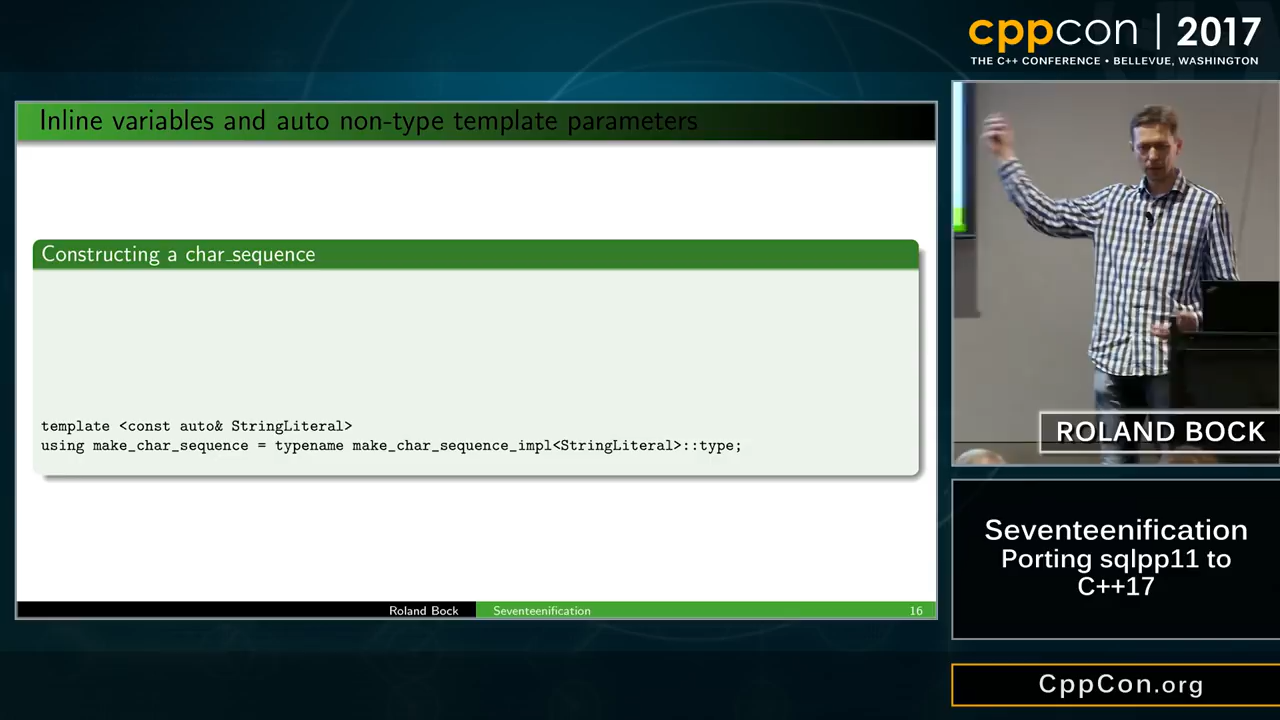 cppcon | 2017
THE C++ CONFERENCE • BELLEVUE, WASHINGTON
Inline variables and auto non-type template parameters
Constructing a char_sequence
template <const auto& StringLiteral>
using make_char_sequence = typename make_char_sequence_impl<StringLiteral>::type;
Roland Bock
Seventeenification
16
ROLAND BOCK
Seventeenification
Porting sqlpp11 to
C++17
CppCon.org